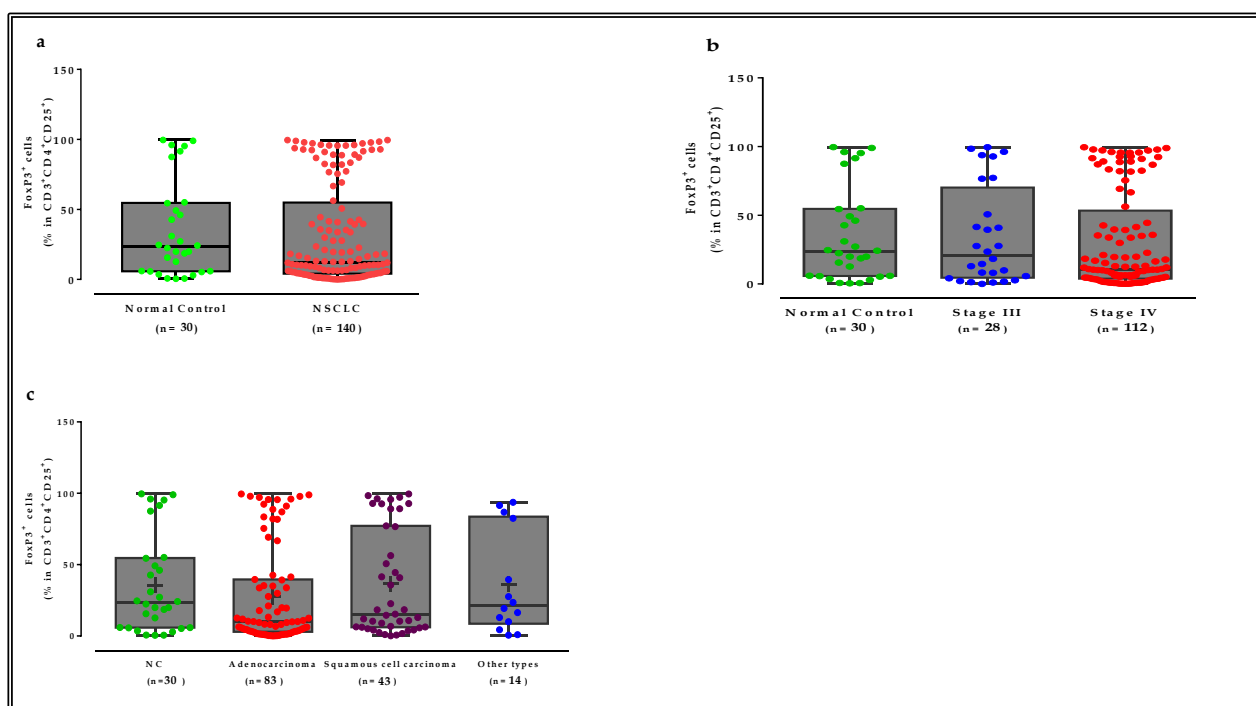 a
FoxP3⁺ cells
(% in CD3⁺CD4⁺CD25⁺)
150
100
50
0
Normal Control
(n= 30)
NSCLC
(n= 140)
b
FoxP3⁺ cells
(% in CD3⁺CD4⁺CD25⁺)
150
100
50
0
Normal Control
(n= 30)
Stage III
(n= 28)
Stage IV
(n= 112)
c
FoxP3⁺ cells
(% in CD3⁺CD4⁺CD25⁺)
150
100
50
0
NC
(n=30)
Adenocarcinoma
(n=83)
Squamous cell carcinoma
(n=43)
Other types
(n=14)